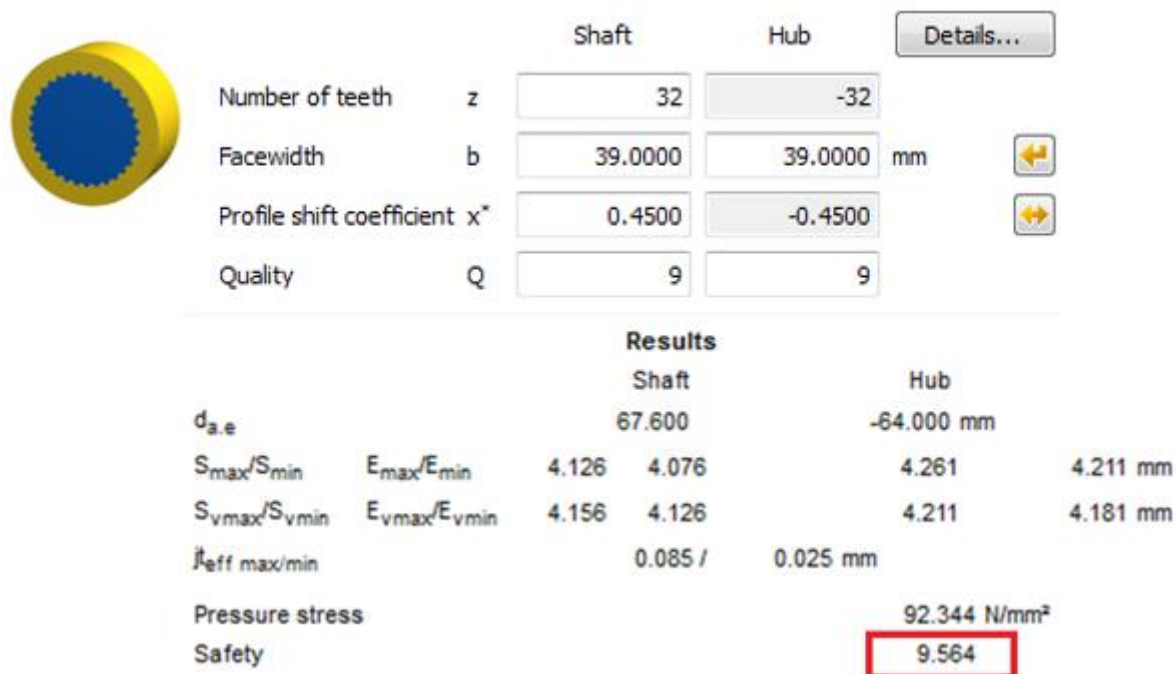 Shaft Hub Details...
Number of teeth z 32 -32
Facewidth b 39.0000 39.0000 mm
Profile shift coefficient x* 0.4500 -0.4500
Quality Q 9 9
Results
Shaft Hub
da.e 67.600 -64.000 mm
Smax/Smin Emax/Emin 4.126 4.076 4.261 4.211 mm
Svmax/Svmin Evmax/Evmin 4.156 4.126 4.211 4.181 mm
jteff max/min 0.085 / 0.025 mm
Pressure stress 92.344 N/mm²
Safety 9.564